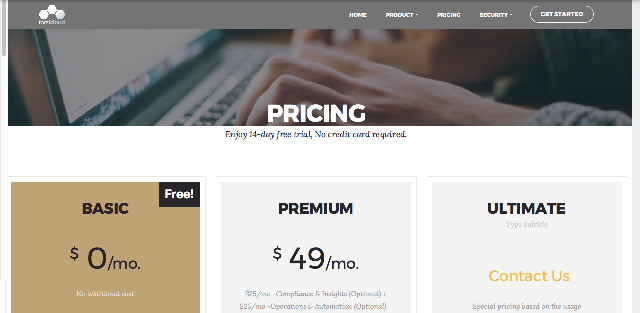 HOME PRODUCT PRICING SECURITY GET STARTED
PRICING
Enjoy 14-day free trial, No credit card required.
Free!
BASIC
$ 0/mo.
No additional cost
PREMIUM
$ 49/mo.
$25/mo -Compliance & Insights (Optional) +
$25/mo -Operations & Automation (Optional)
ULTIMATE
Type Subtitle
Contact Us
Special pricing based on the usage